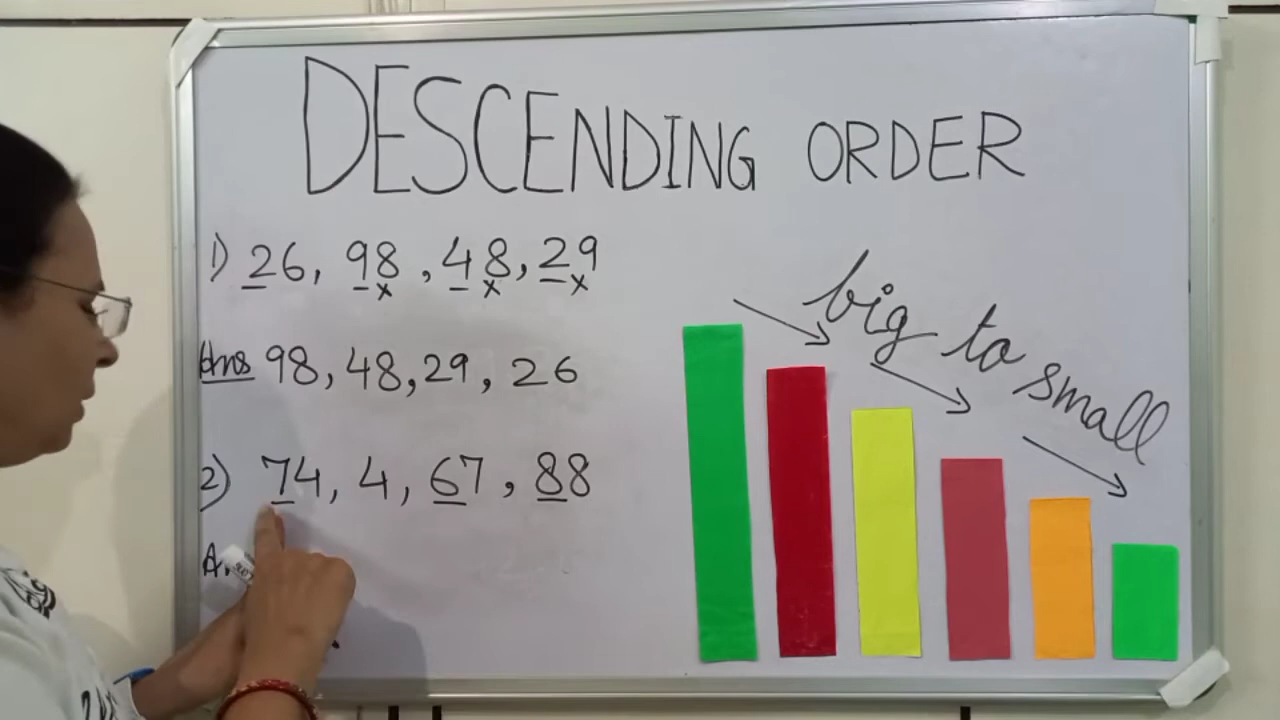 DESCENDING ORDER
1) 26, 98, 48, 29
x x x
Ans 98, 48, 29, 26
2) 74, 4, 67, 88
big to small